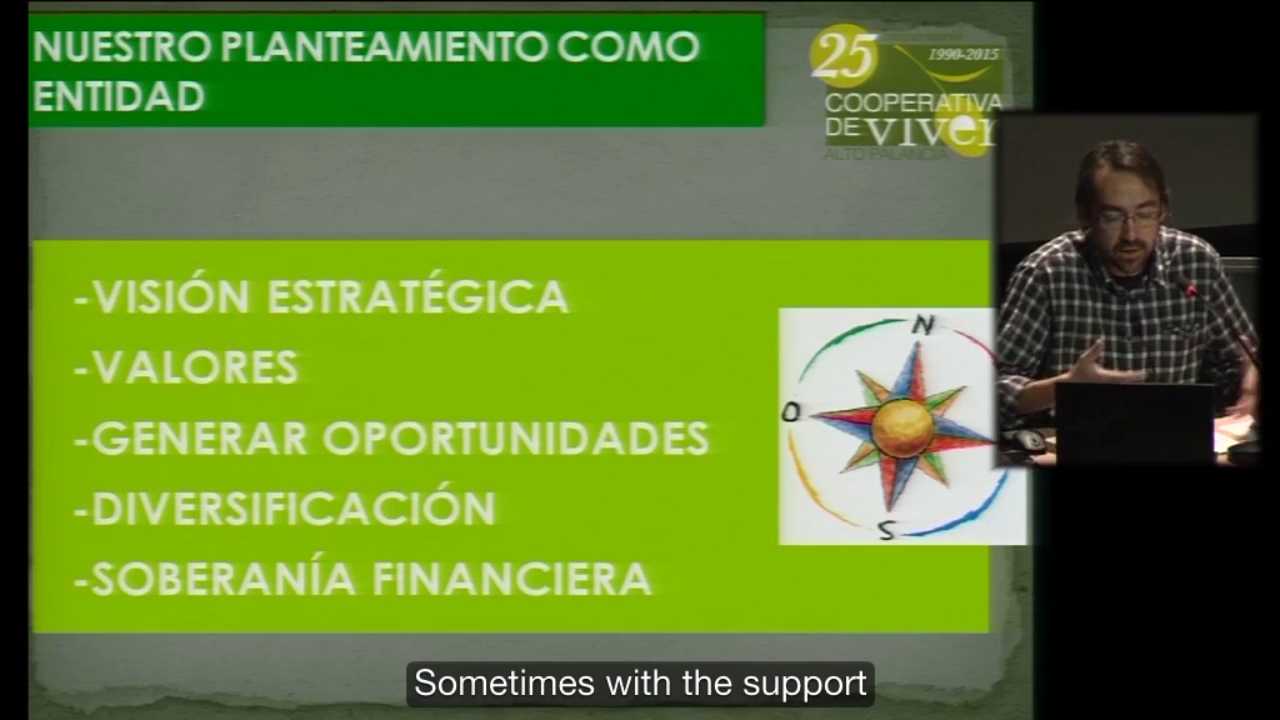 NUESTRO PLANTEAMIENTO COMO
ENTIDAD
25
1990-2015
COOPERATIVA
DE viver
ALTO PALANCIA
-VISIÓN ESTRATÉGICA
-VALORES
-GENERAR OPORTUNIDADES
-DIVERSIFICACIÓN
-SOBERANÍA FINANCIERA
N
O
S
Sometimes with the support